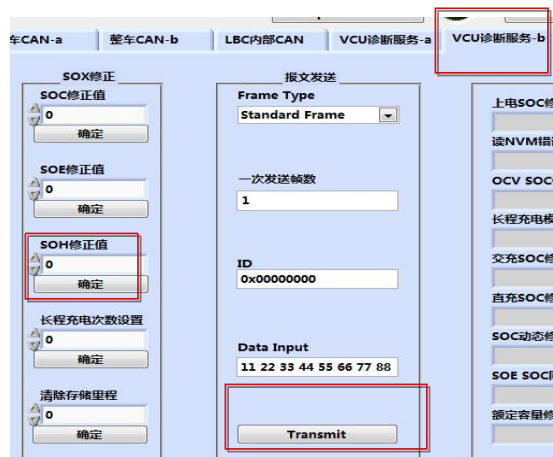 车CAN-a
整车CAN-b
LBC内部CAN
VCU诊断服务-a
VCU诊断服务-b
SOX修正
SOC修正值
0
确定
SOE修正值
0
确定
SOH修正值
0
确定
长程充电次数设置
0
确定
清除存储里程
0
确定
报文发送
Frame Type
Standard Frame
一次发送帧数
1
ID
0x00000000
Data Input
11 22 33 44 55 66 77 88
Transmit
上电SOC修
读NVM错
OCV SOC
长程充电模
交充SOC修
直充SOC修
SOC动态修
SOE SOC
额定容量修